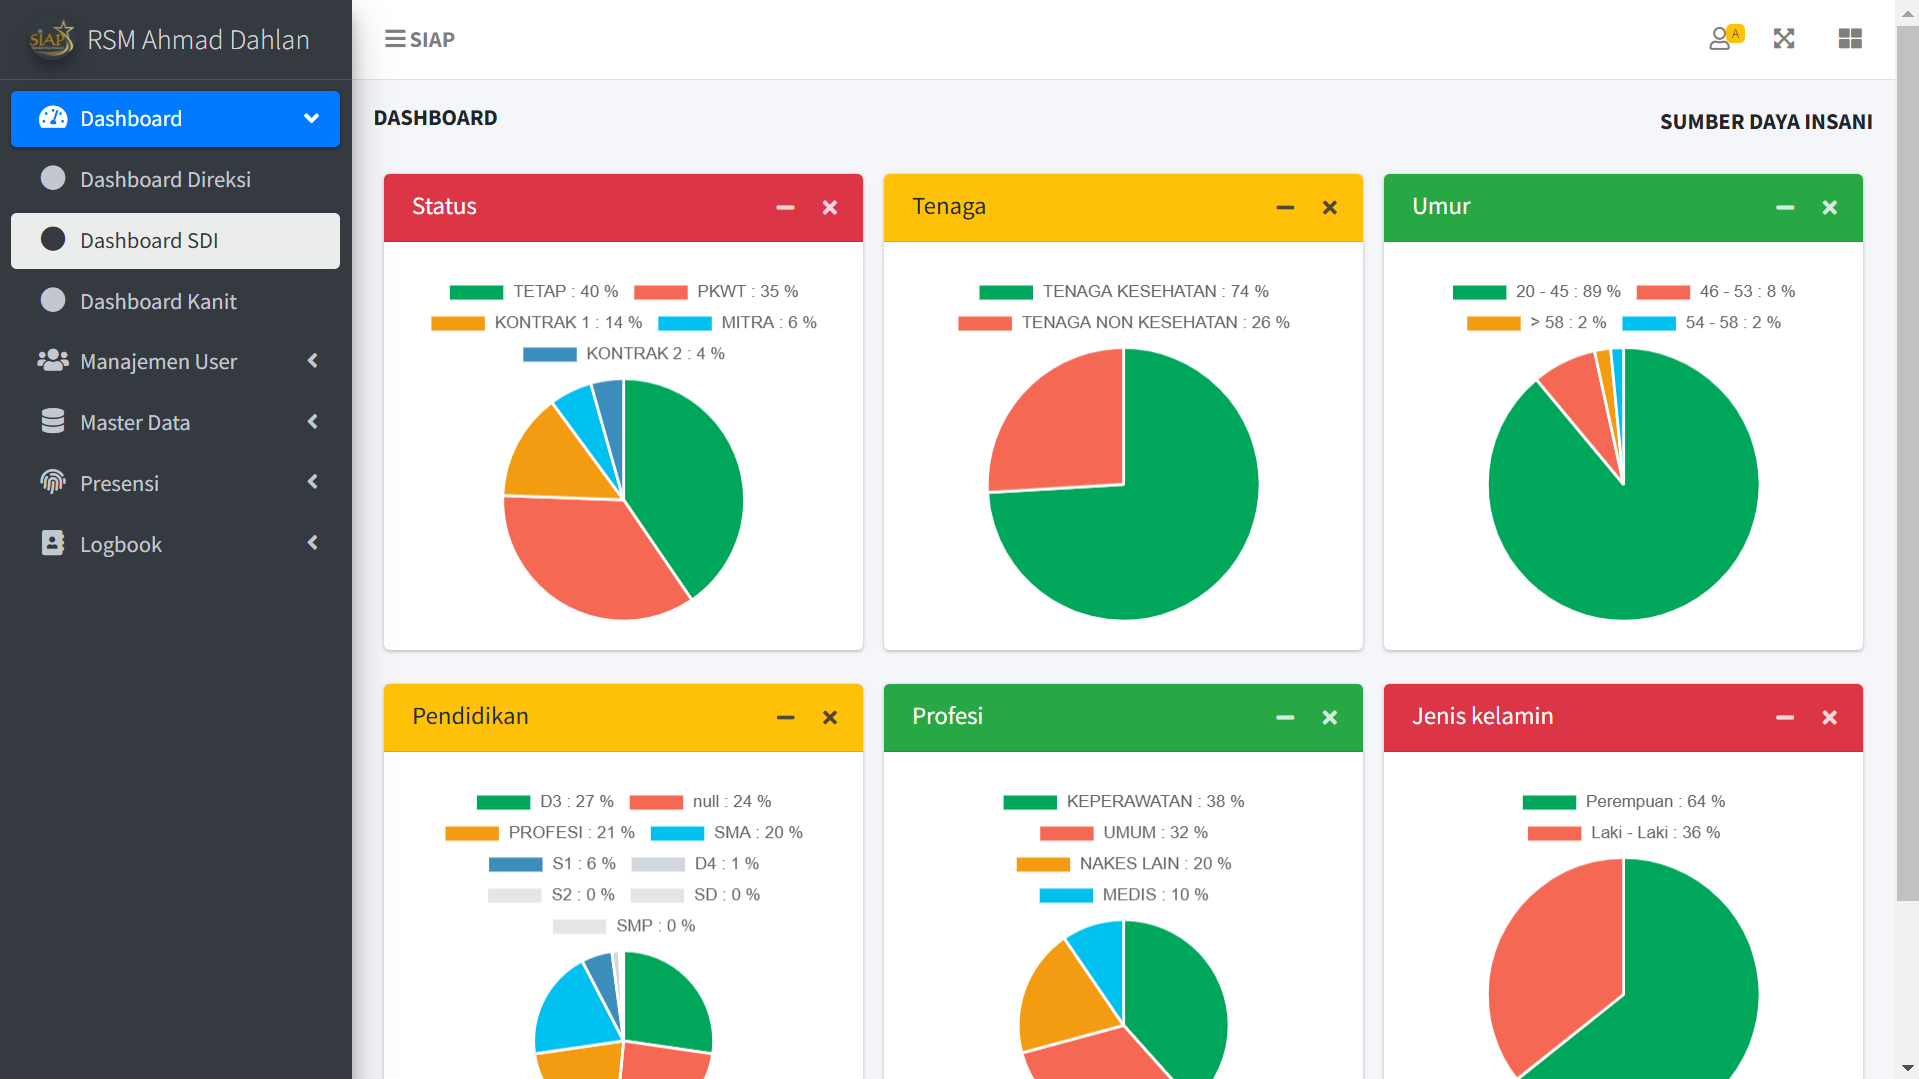 SIAP RSM Ahmad Dahlan
SIAP
A
Dashboard
Dashboard Direksi
Dashboard SDI
Dashboard Kanit
Manajemen User
Master Data
Presensi
Logbook
DASHBOARD
SUMBER DAYA INSANI
Status
TETAP : 40 % PKWT : 35 %
KONTRAK 1 : 14 % MITRA : 6 %
KONTRAK 2 : 4 %
Tenaga
TENAGA KESEHATAN : 74 %
TENAGA NON KESEHATAN : 26 %
Umur
20 - 45 : 89 % 46 - 53 : 8 %
> 58 : 2 % 54 - 58 : 2 %
Pendidikan
D3 : 27 % null : 24 %
PROFESI : 21 % SMA : 20 %
S1 : 6 % D4 : 1 %
S2 : 0 % SD : 0 %
SMP : 0 %
Profesi
KEPERAWATAN : 38 %
UMUM : 32 %
NAKES LAIN : 20 %
MEDIS : 10 %
Jenis kelamin
Perempuan : 64 %
Laki - Laki : 36 %